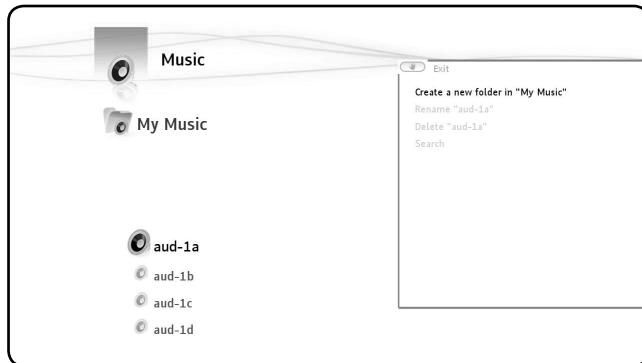 Music
My Music
aud-1a
aud-1b
aud-1c
aud-1d
Exit
Create a new folder in "My Music"
Rename "aud-1a"
Delete "aud-1a"
Search